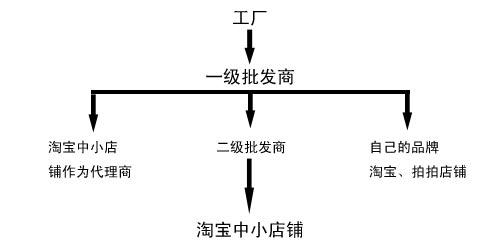 工厂
一级批发商
淘宝中小店
铺作为代理商
二级批发商
自己的品牌
淘宝、拍拍店铺
淘宝中小店铺